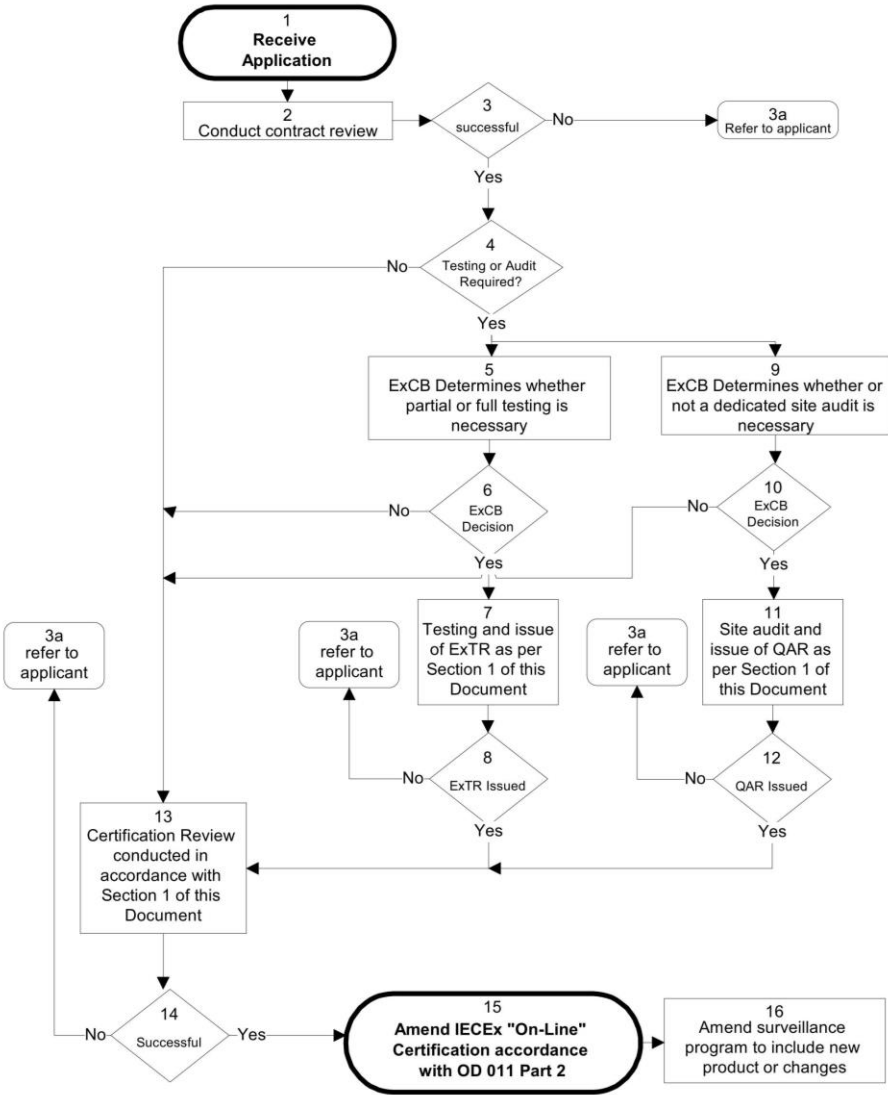 1
Receive
Application
2
Conduct contract review
3
successful
No
3a
Refer to applicant
Yes
4
Testing or Audit
Required?
No
Yes
5
ExCB Determines whether
partial or full testing is
necessary
9
ExCB Determines whether or
not a dedicated site audit is
necessary
6
ExCB
Decision
No
Yes
10
ExCB
Decision
No
Yes
3a
refer to
applicant
3a
refer to
applicant
7
Testing and issue
of ExTR as per
Section 1 of this
Document
3a
refer to
applicant
11
Site audit and
issue of QAR as
per Section 1 of
this Document
8
ExTR Issued
No
Yes
12
QAR Issued
No
Yes
13
Certification Review
conducted in
accordance with
Section 1 of this
Document
14
Successful
No
Yes
15
Amend IECEx "On-Line"
Certification accordance
with OD 011 Part 2
16
Amend surveillance
program to include new
product or changes